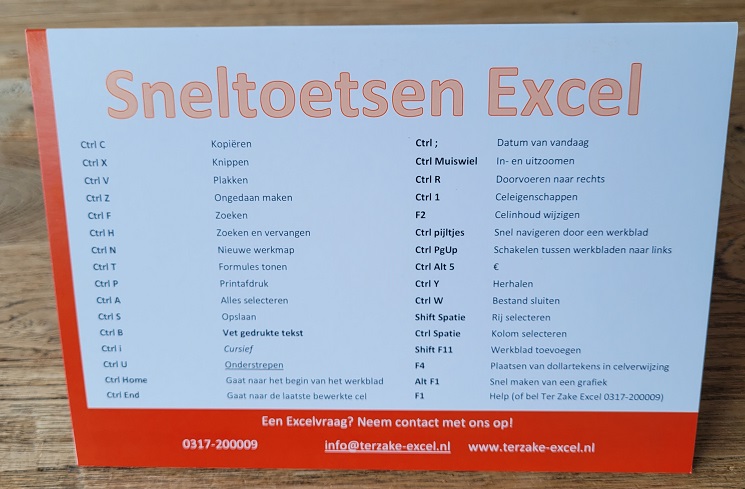 Sneltoetsen Excel
Ctrl C Kopiëren
Ctrl X Knippen
Ctrl V Plakken
Ctrl Z Ongedaan maken
Ctrl F Zoeken
Ctrl H Zoeken en vervangen
Ctrl N Nieuwe werkmap
Ctrl T Formules tonen
Ctrl P Printafdruk
Ctrl A Alles selecteren
Ctrl S Opslaan
Ctrl B Vet gedrukte tekst
Ctrl i Cursief
Ctrl U Onderstrepen
Ctrl Home Gaat naar het begin van het werkblad
Ctrl End Gaat naar de laatste bewerkte cel
Ctrl ; Datum van vandaag
Ctrl Muiswiel In- en uitzoomen
Ctrl R Doorvoeren naar rechts
Ctrl 1 Celeigenschappen
F2 Celinhoud wijzigen
Ctrl pijltjes Snel navigeren door een werkblad
Ctrl PgUp Schakelen tussen werkbladen naar links
Ctrl Alt 5 €
Ctrl Y Herhalen
Ctrl W Bestand sluiten
Shift Spatie Rij selecteren
Ctrl Spatie Kolom selecteren
Shift F11 Werkblad toevoegen
F4 Plaatsen van dollartekens in celverwijzing
Alt F1 Snel maken van een grafiek
F1 Help (of bel Ter Zake Excel 0317-200009)
Een Excelvraag? Neem contact met ons op!
0317-200009 info@terzake-excel.nl www.terzake-excel.nl